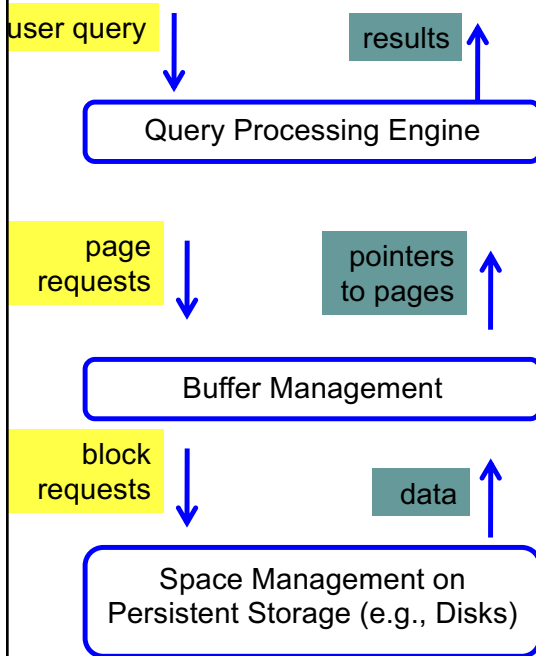 user query
results
Query Processing Engine
page
requests
pointers
to pages
Buffer Management
block
requests
data
Space Management on
Persistent Storage (e.g., Disks)